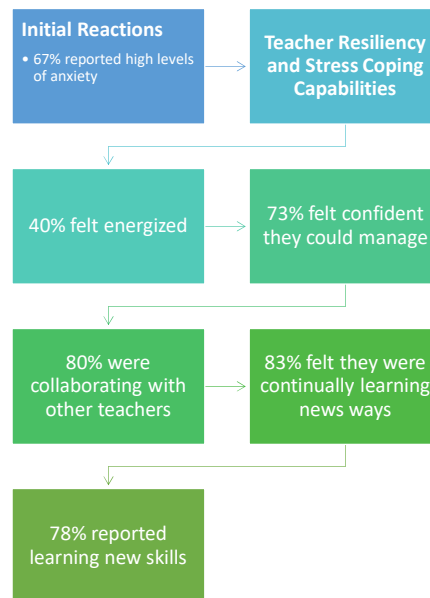 Initial Reactions
• 67% reported high levels
of anxiety
Teacher Resiliency
and Stress Coping
Capabilities
40% felt energized
73% felt confident
they could manage
80% were
collaborating with
other teachers
83% felt they were
continually learning
news ways
78% reported
learning new skills